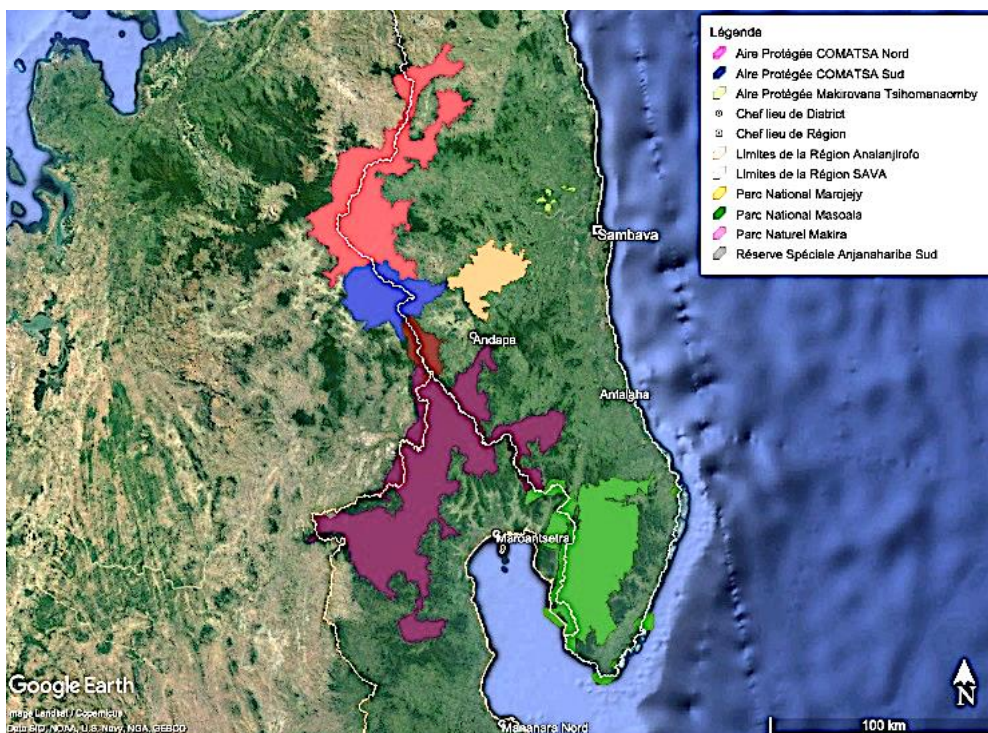 Légende
Aire Protégée COMATSA Nord
Aire Protégée COMATSA Sud
Aire Protégée Makirovana Tsihomanaomby
Chef lieu de District
Chef lieu de Région
Limites de la Région Analanjirofo
Limites de la Région SAVA
Parc National Marojejy
Parc National Masoala
Parc Naturel Makira
Réserve Spéciale Anjanaharibe Sud
Sambava
Andapa
Antalaha
Maroantsetra
Mananara Nord
Google Earth
Image Landsat / Copernicus
Data SIO, NOAA, U.S. Navy, NGA, GEBCO
N
100 km